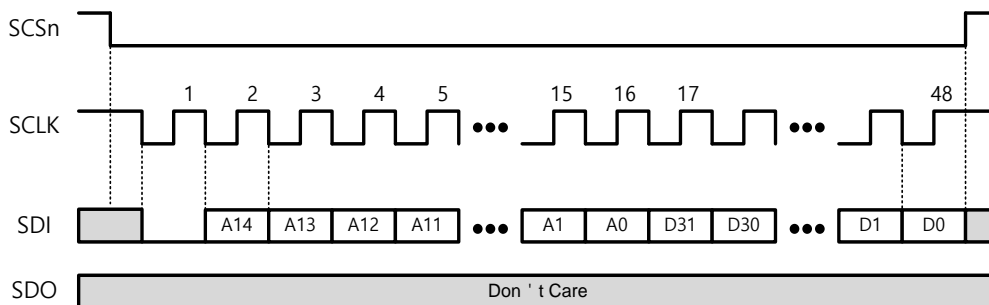 SCSn
1 2 3 4 5 15 16 17 48
SCLK
SDI A14 A13 A12 A11 ●●● A1 A0 D31 D30 ●●● D1 D0
SDO Don ' t Care